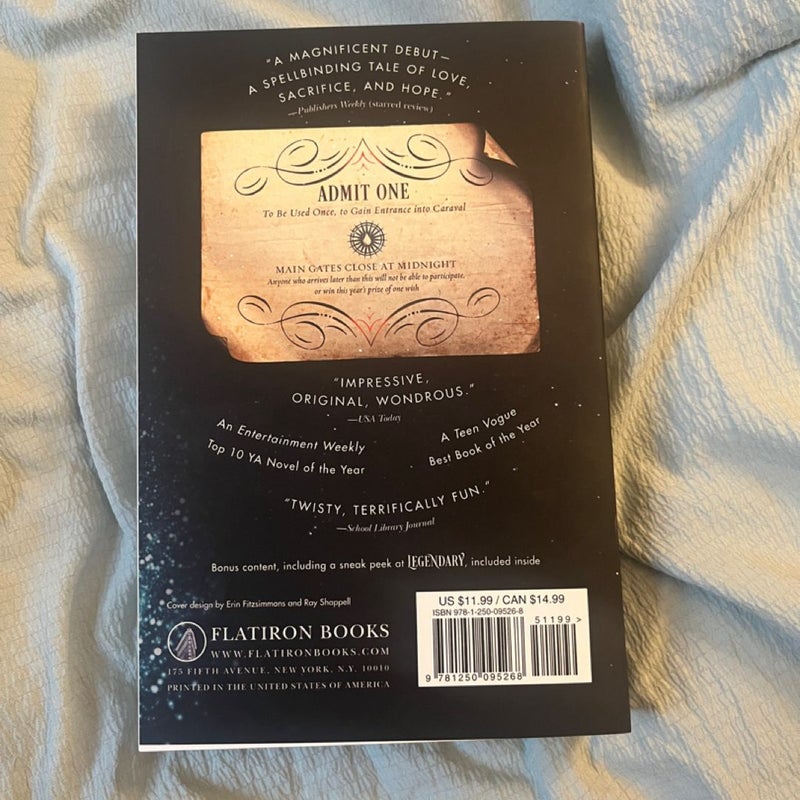 "A MAGNIFICENT DEBUT—
A SPELLBINDING TALE OF LOVE,
SACRIFICE, AND HOPE."
—Publishers Weekly (starred review)
ADMIT ONE
To Be Used Once, to Gain Entrance into Caraval
MAIN GATES CLOSE AT MIDNIGHT
Anyone who arrives later than this will not be able to participate,
or win this year's prize of one wish
"IMPRESSIVE,
ORIGINAL, WONDROUS."
—USA Today
An Entertainment Weekly
Top 10 YA Novel of the Year
A Teen Vogue
Best Book of the Year
"TWISTY, TERRIFICALLY FUN."
—School Library Journal
Bonus content, including a sneak peek at LEGENDARY, included inside
Cover design by Erin Fitzsimmons and Ray Shappell
FLATIRON BOOKS
WWW.FLATIRONBOOKS.COM
175 FIFTH AVENUE, NEW YORK, N.Y. 10010
PRINTED IN THE UNITED STATES OF AMERICA
US $11.99 / CAN $14.99
ISBN 978-1-250-09526-8
51199>
9 781250 095268